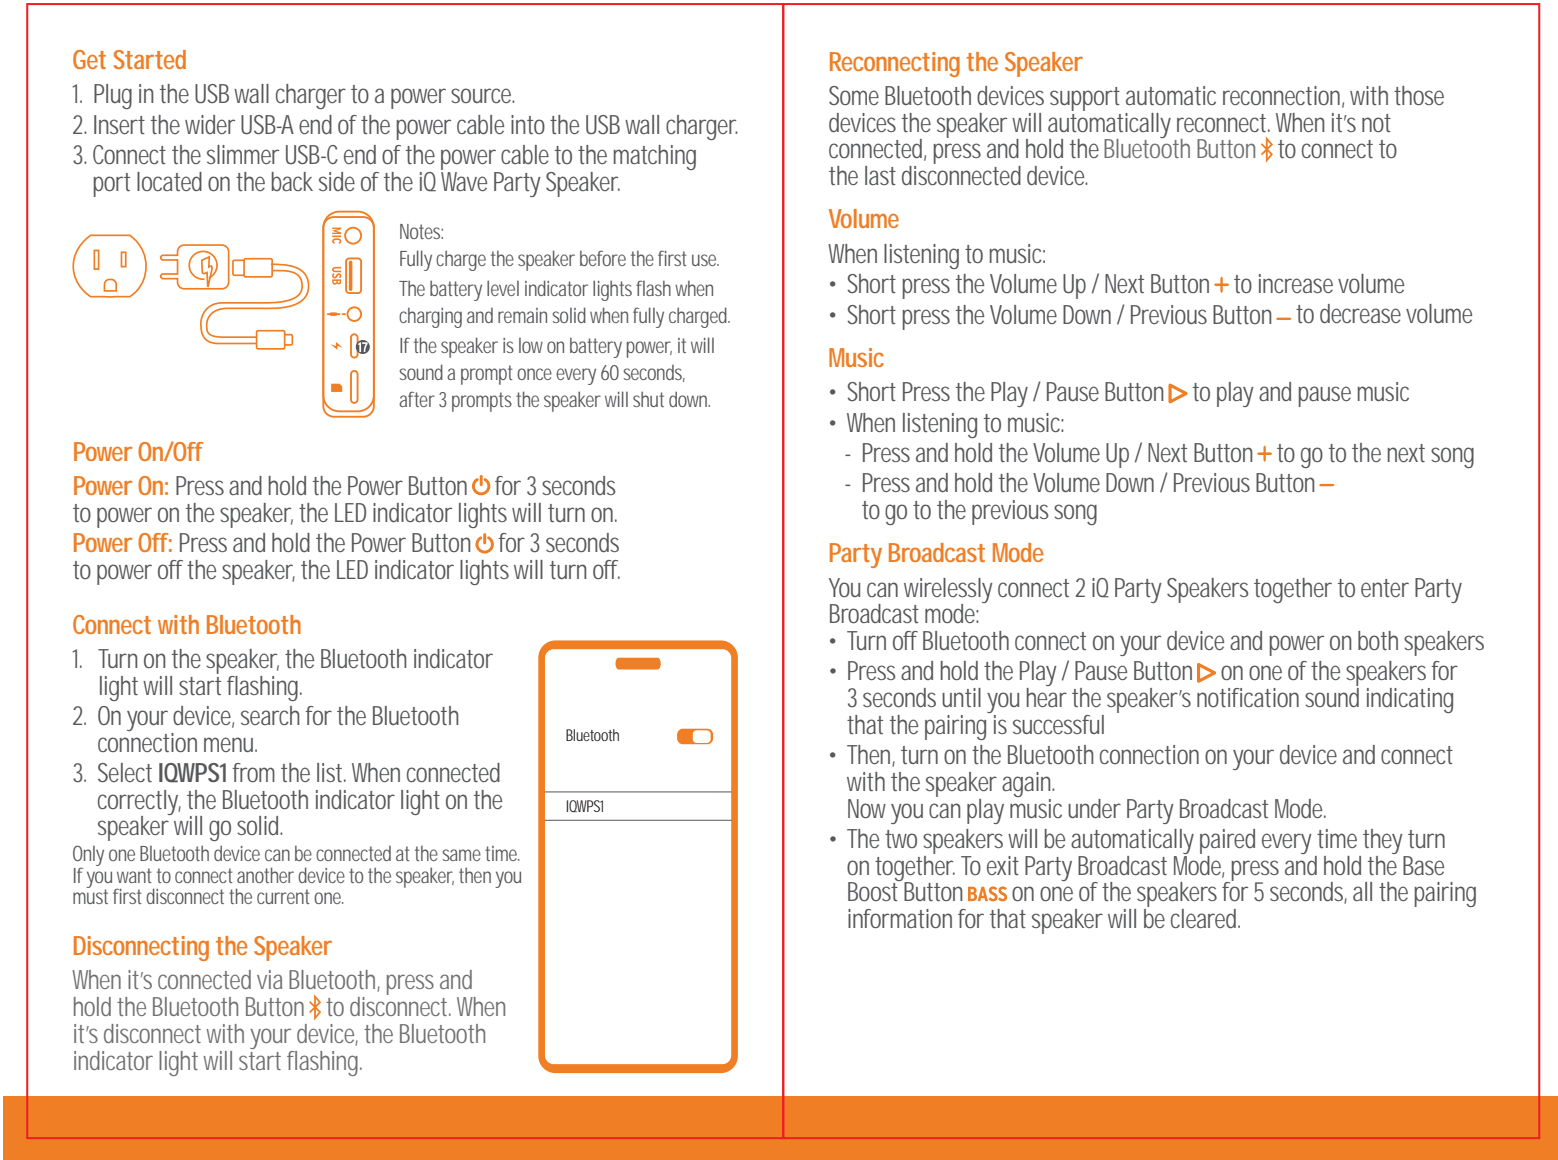 Get Started
1. Plug in the USB wall charger to a power source.
2. Insert the wider USB-A end of the power cable into the USB wall charger.
3. Connect the slimmer USB-C end of the power cable to the matching
port located on the back side of the iQ Wave Party Speaker.
MIC
USB
17
Notes:
Fully charge the speaker before the first use.
The battery level indicator lights flash when
charging and remain solid when fully charged.
If the speaker is low on battery power, it will
sound a prompt once every 60 seconds,
after 3 prompts the speaker will shut down.
Power On/Off
Power On: Press and hold the Power Button for 3 seconds
to power on the speaker, the LED indicator lights will turn on.
Power Off: Press and hold the Power Button for 3 seconds
to power off the speaker, the LED indicator lights will turn off.
Connect with Bluetooth
1. Turn on the speaker, the Bluetooth indicator
light will start flashing.
2. On your device, search for the Bluetooth
connection menu.
3. Select IQWPS1 from the list. When connected
correctly, the Bluetooth indicator light on the
speaker will go solid.
Only one Bluetooth device can be connected at the same time.
If you want to connect another device to the speaker, then you
must first disconnect the current one.
Bluetooth
IQWPS1
Disconnecting the Speaker
When it's connected via Bluetooth, press and
hold the Bluetooth Button to disconnect. When
it's disconnect with your device, the Bluetooth
indicator light will start flashing.
Reconnecting the Speaker
Some Bluetooth devices support automatic reconnection, with those
devices the speaker will automatically reconnect. When it's not
connected, press and hold the Bluetooth Button to connect to
the last disconnected device.
Volume
When listening to music:
• Short press the Volume Up / Next Button + to increase volume
• Short press the Volume Down / Previous Button – to decrease volume
Music
• Short Press the Play / Pause Button ▷ to play and pause music
• When listening to music:
- Press and hold the Volume Up / Next Button + to go to the next song
- Press and hold the Volume Down / Previous Button –
to go to the previous song
Party Broadcast Mode
You can wirelessly connect 2 iQ Party Speakers together to enter Party
Broadcast mode:
• Turn off Bluetooth connect on your device and power on both speakers
• Press and hold the Play / Pause Button ▷ on one of the speakers for
3 seconds until you hear the speaker's notification sound indicating
that the pairing is successful
• Then, turn on the Bluetooth connection on your device and connect
with the speaker again.
Now you can play music under Party Broadcast Mode.
• The two speakers will be automatically paired every time they turn
on together. To exit Party Broadcast Mode, press and hold the Base
Boost Button BASS on one of the speakers for 5 seconds, all the pairing
information for that speaker will be cleared.